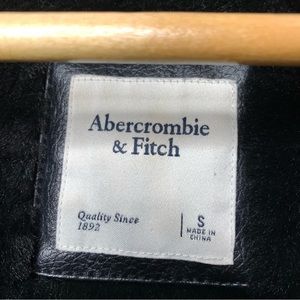 Abercrombie
& Fitch
Quality Since
1892
S
MADE IN
CHINA